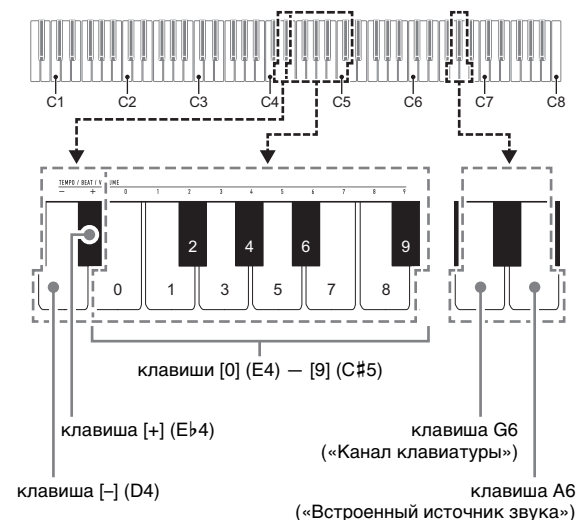 C1 C2 C3 C4 C5 C6 C7 C8
TEMPO / BEAT / V UME
− + 0 1 2 3 4 5 6 7 8 9
2 4 6 9
0 1 3 5 7 8
клавиши [0] (E4) — [9] (C♯5)
клавиша [+] (E♭4)
клавиша G6
(«Канал клавиатуры»)
клавиша [–] (D4)
клавиша A6
(«Встроенный источник звука»)